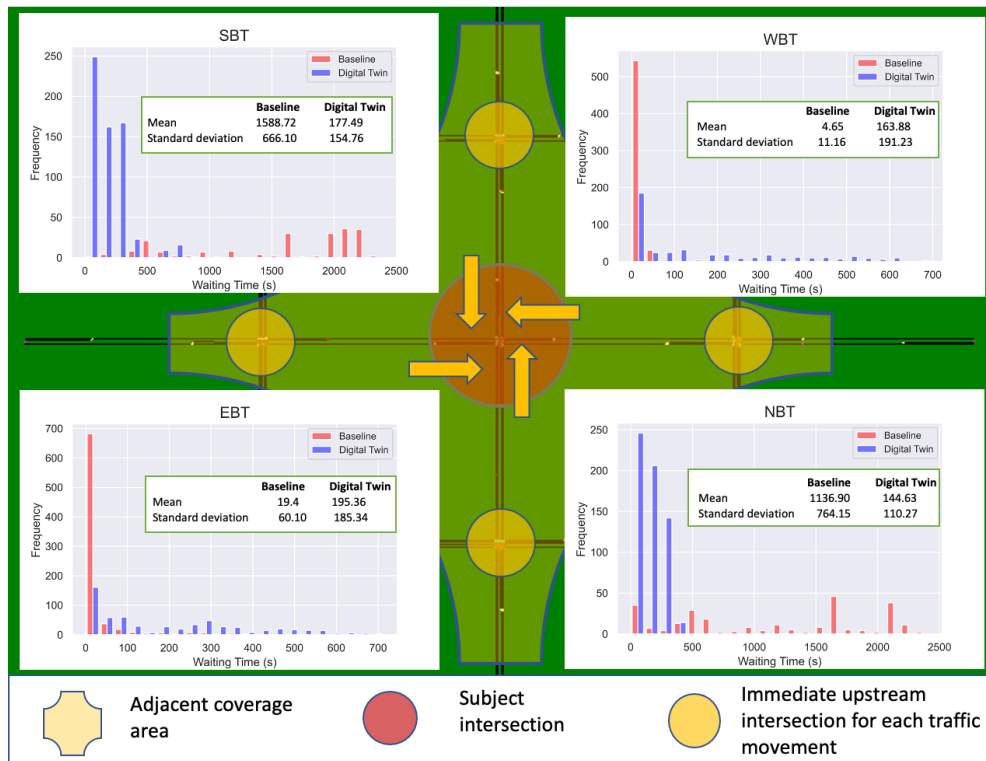 SBT
Baseline
Digital Twin
Baseline Digital Twin
Mean 1588.72 177.49
Standard deviation 666.10 154.76
Frequency
250
200
150
100
50
0
0 500 1000 1500 2000 2500
Waiting Time (s)
WBT
Baseline
Digital Twin
Baseline Digital Twin
Mean 4.65 163.88
Standard deviation 11.16 191.23
Frequency
500
400
300
200
100
0
0 100 200 300 400 500 600 700
Waiting Time (s)
EBT
Baseline
Digital Twin
Baseline Digital Twin
Mean 19.4 195.36
Standard deviation 60.10 185.34
Frequency
700
600
500
400
300
200
100
0
0 100 200 300 400 500 600 700
Waiting Time (s)
NBT
Baseline
Digital Twin
Baseline Digital Twin
Mean 1136.90 144.63
Standard deviation 764.15 110.27
Frequency
250
200
150
100
50
0
0 500 1000 1500 2000 2500
Waiting Time (s)
Adjacent coverage
area
Subject
intersection
Immediate upstream
intersection for each traffic
movement